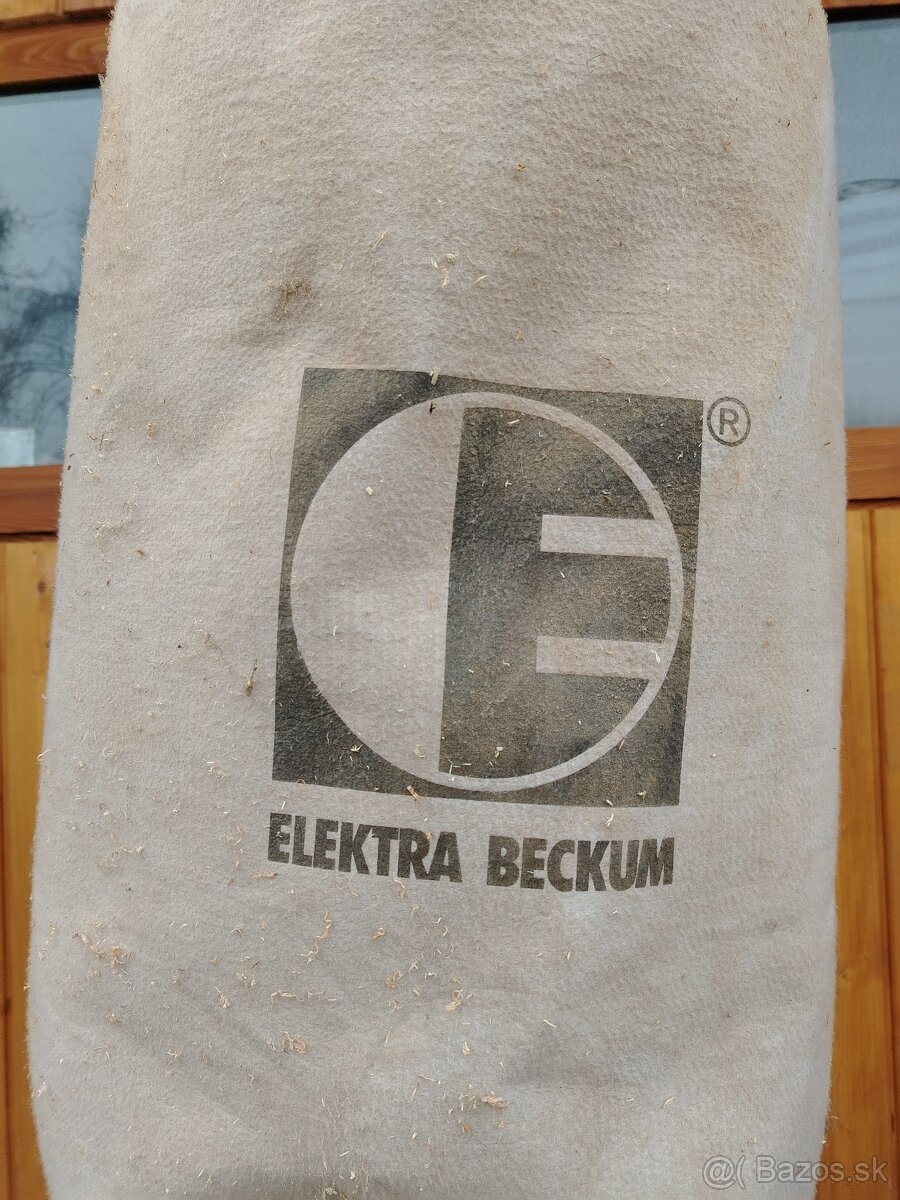 ®
E
ELEKTRA BECKUM
@( Bazos.sk